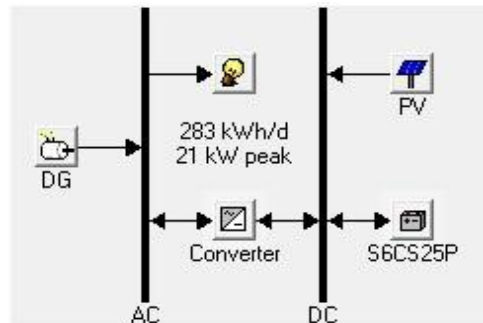 PV
283 kWh/d
21 kW peak
DG
Converter
S6CS25P
AC
DC